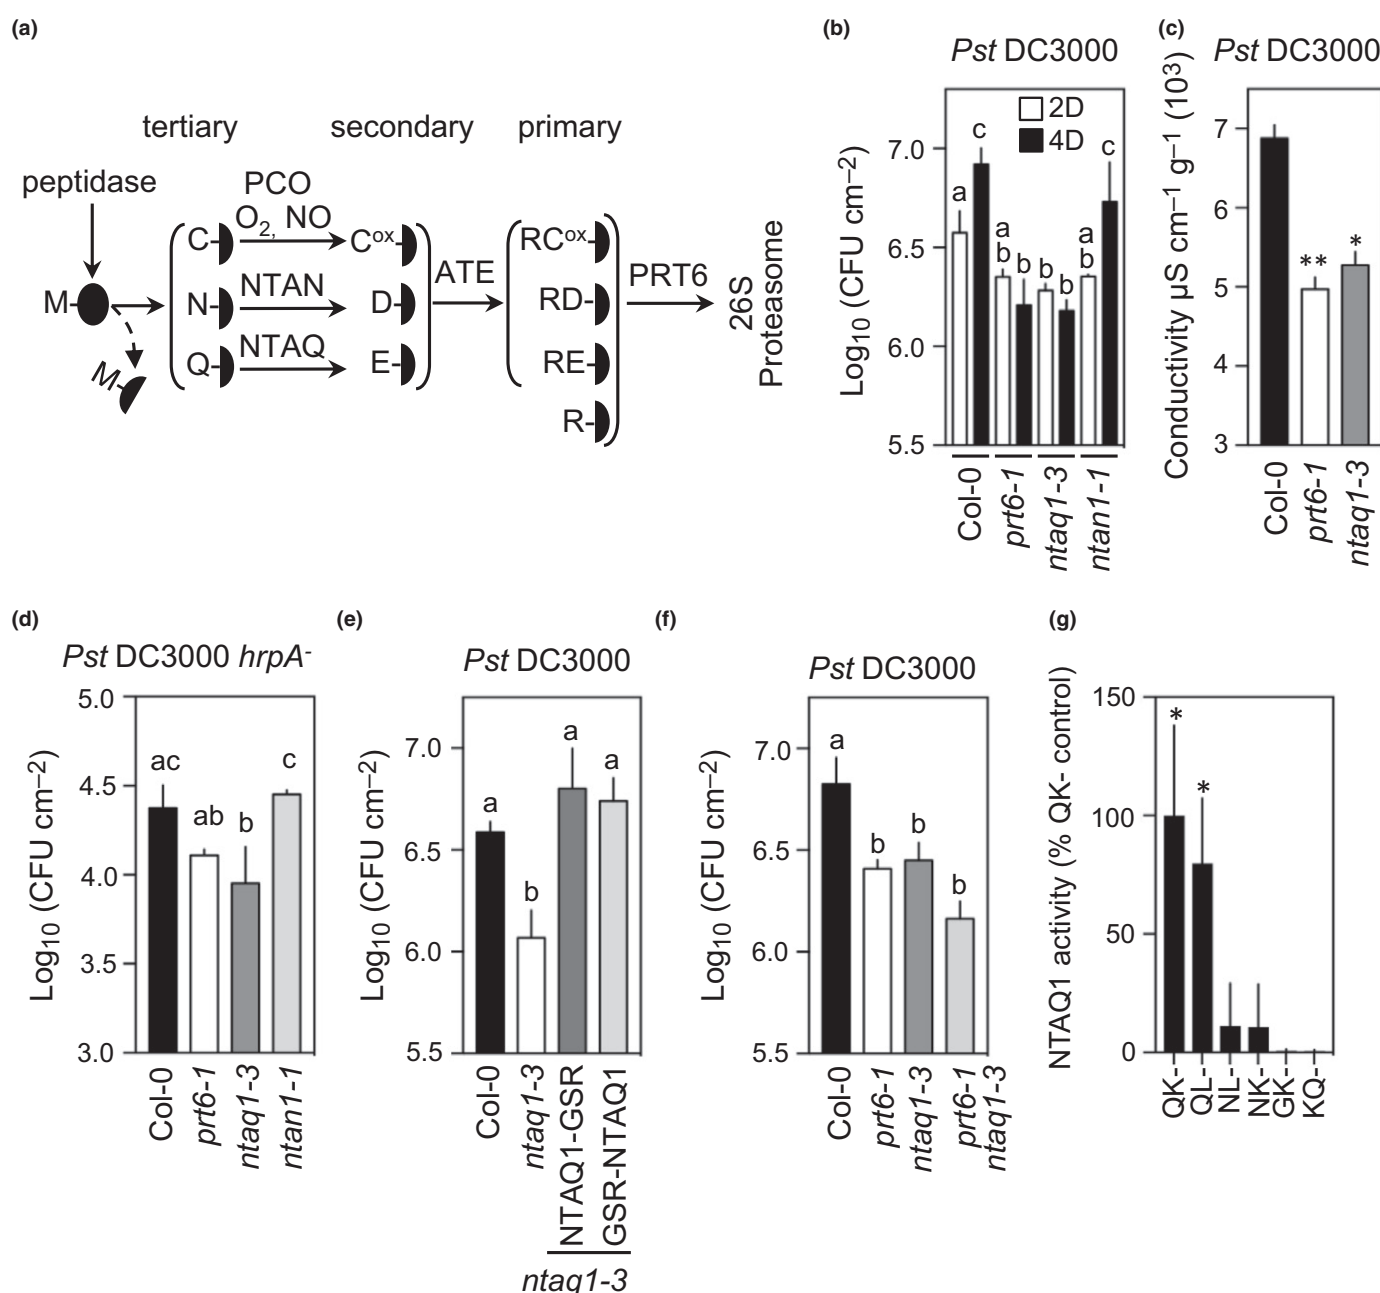 (a)
tertiary secondary primary
peptidase
PCO
O2, NO
C- Cox- RCox-
ATE PRT6
M- N- NTAN D- RD-
26S
Proteasome
M-
Q- NTAQ E- RE-
R-
(b)
Pst DC3000
2D
4D
Log10 (CFU cm−2)
7.0
6.5
6.0
5.5
a c a b b b b a b c
Col-0
prt6-1
ntaq1-3
ntan1-1
(c)
Pst DC3000
Conductivity µS cm−1 g−1 (10³)
7
6
5
4
3
** *
Col-0
prt6-1
ntaq1-3
(d)
Pst DC3000 hrpA-
Log10 (CFU cm−2)
5.0
4.5
4.0
3.5
3.0
ac ab b c
Col-0
prt6-1
ntaq1-3
ntan1-1
(e)
Pst DC3000
Log10 (CFU cm−2)
7.0
6.5
6.0
5.5
a b a a
Col-0
ntaq1-3
NTAQ1-GSR
GSR-NTAQ1
ntaq1-3
(f)
Pst DC3000
Log10 (CFU cm−2)
7.0
6.5
6.0
5.5
a b b b
Col-0
prt6-1
ntaq1-3
prt6-1
ntaq1-3
(g)
NTAQ1 activity (% QK- control)
150
100
50
0
* *
QK-
QL-
NL-
NK-
GK-
KQ-